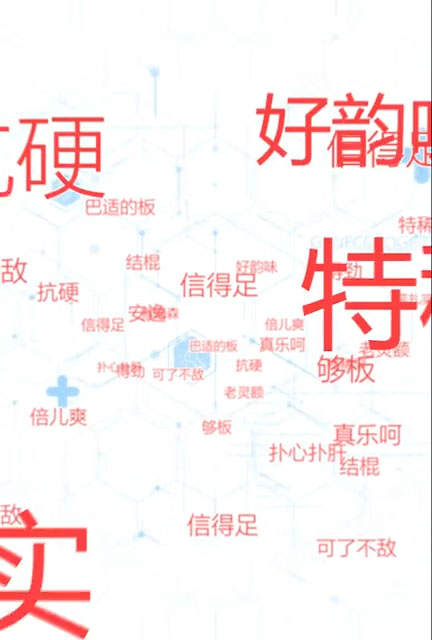 好韵味
信得足
抗硬
巴适的板
特稀
结棍
好韵味
敌
信得足
抗硬
特稀
安逸
信得足
倍儿爽
真乐呵
巴适的板
老灵额
扑心扑肝
得劲
可了不敌
抗硬
够板
老灵额
倍儿爽
够板
真乐呵
扑心扑肝
结棍
敌
实
信得足
可了不敌